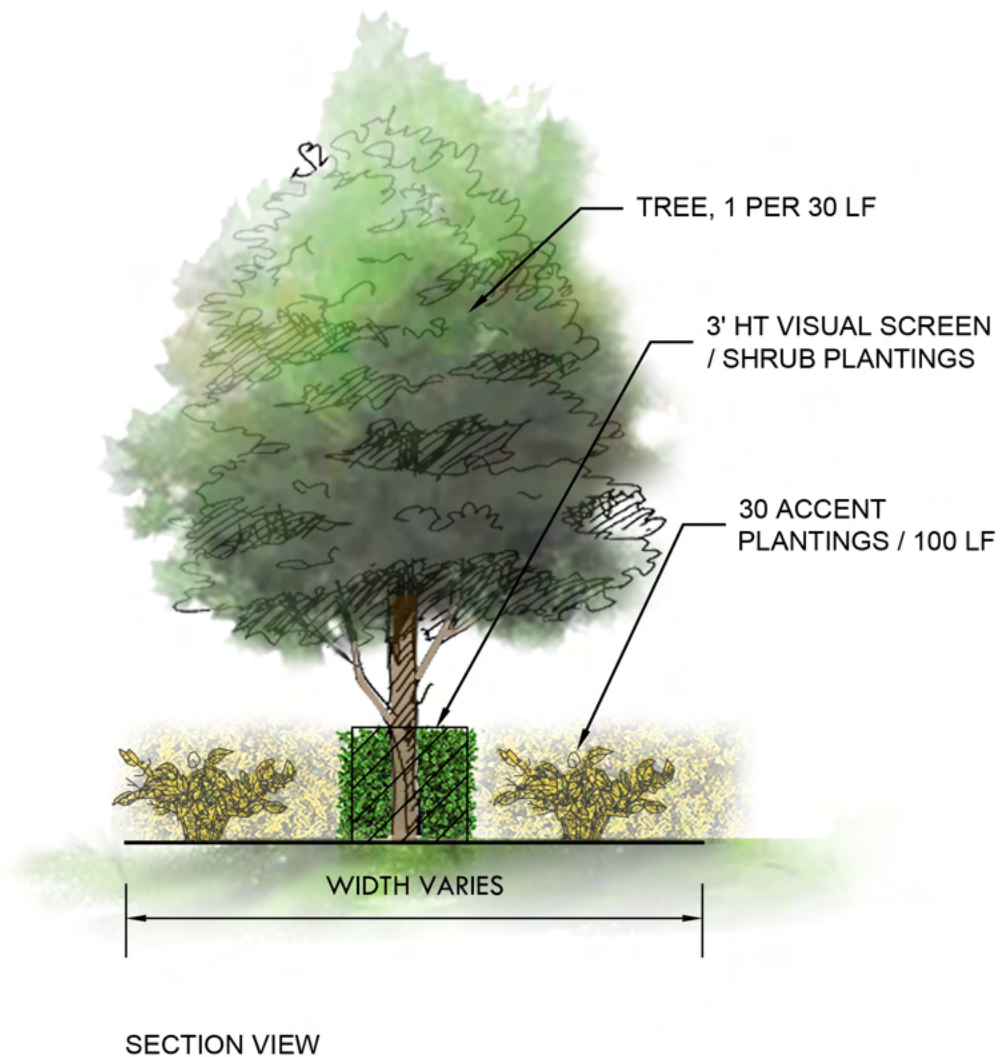 TREE, 1 PER 30 LF
3' HT VISUAL SCREEN
/ SHRUB PLANTINGS
30 ACCENT
PLANTINGS / 100 LF
WIDTH VARIES
SECTION VIEW